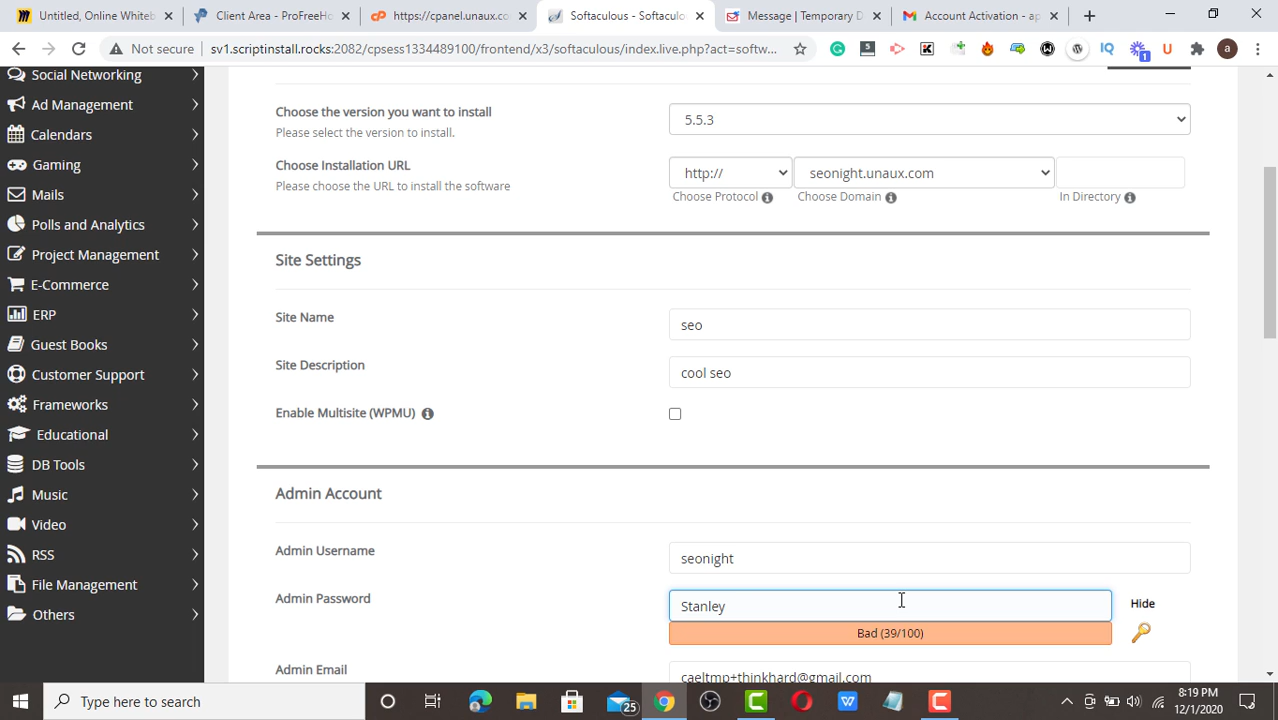 Untitled, Online Whiteb
Client Area - ProFreeHo
https://cpanel.unaux.com
Softaculous - Softaculo
Message | Temporary D
Account Activation - ap
Not secure
sv1.scriptinstall.rocks:2082/cpsess1334489100/frontend/x3/softaculous/index.live.php?act=softw...
Social Networking
Ad Management
Calendars
Gaming
Mails
Polls and Analytics
Project Management
E-Commerce
ERP
Guest Books
Customer Support
Frameworks
Educational
DB Tools
Music
Video
RSS
File Management
Others
Choose the version you want to install
Please select the version to install.
5.5.3
Choose Installation URL
Please choose the URL to install the software
http://
seonight.unaux.com
Choose Protocol
Choose Domain
In Directory
Site Settings
Site Name
seo
Site Description
cool seo
Enable Multisite (WPMU)
Admin Account
Admin Username
seonight
Admin Password
Stanley
Hide
Bad (39/100)
Admin Email
caeltmp+thinkhard@gmail.com
Type here to search
25
8:19 PM
12/1/2020